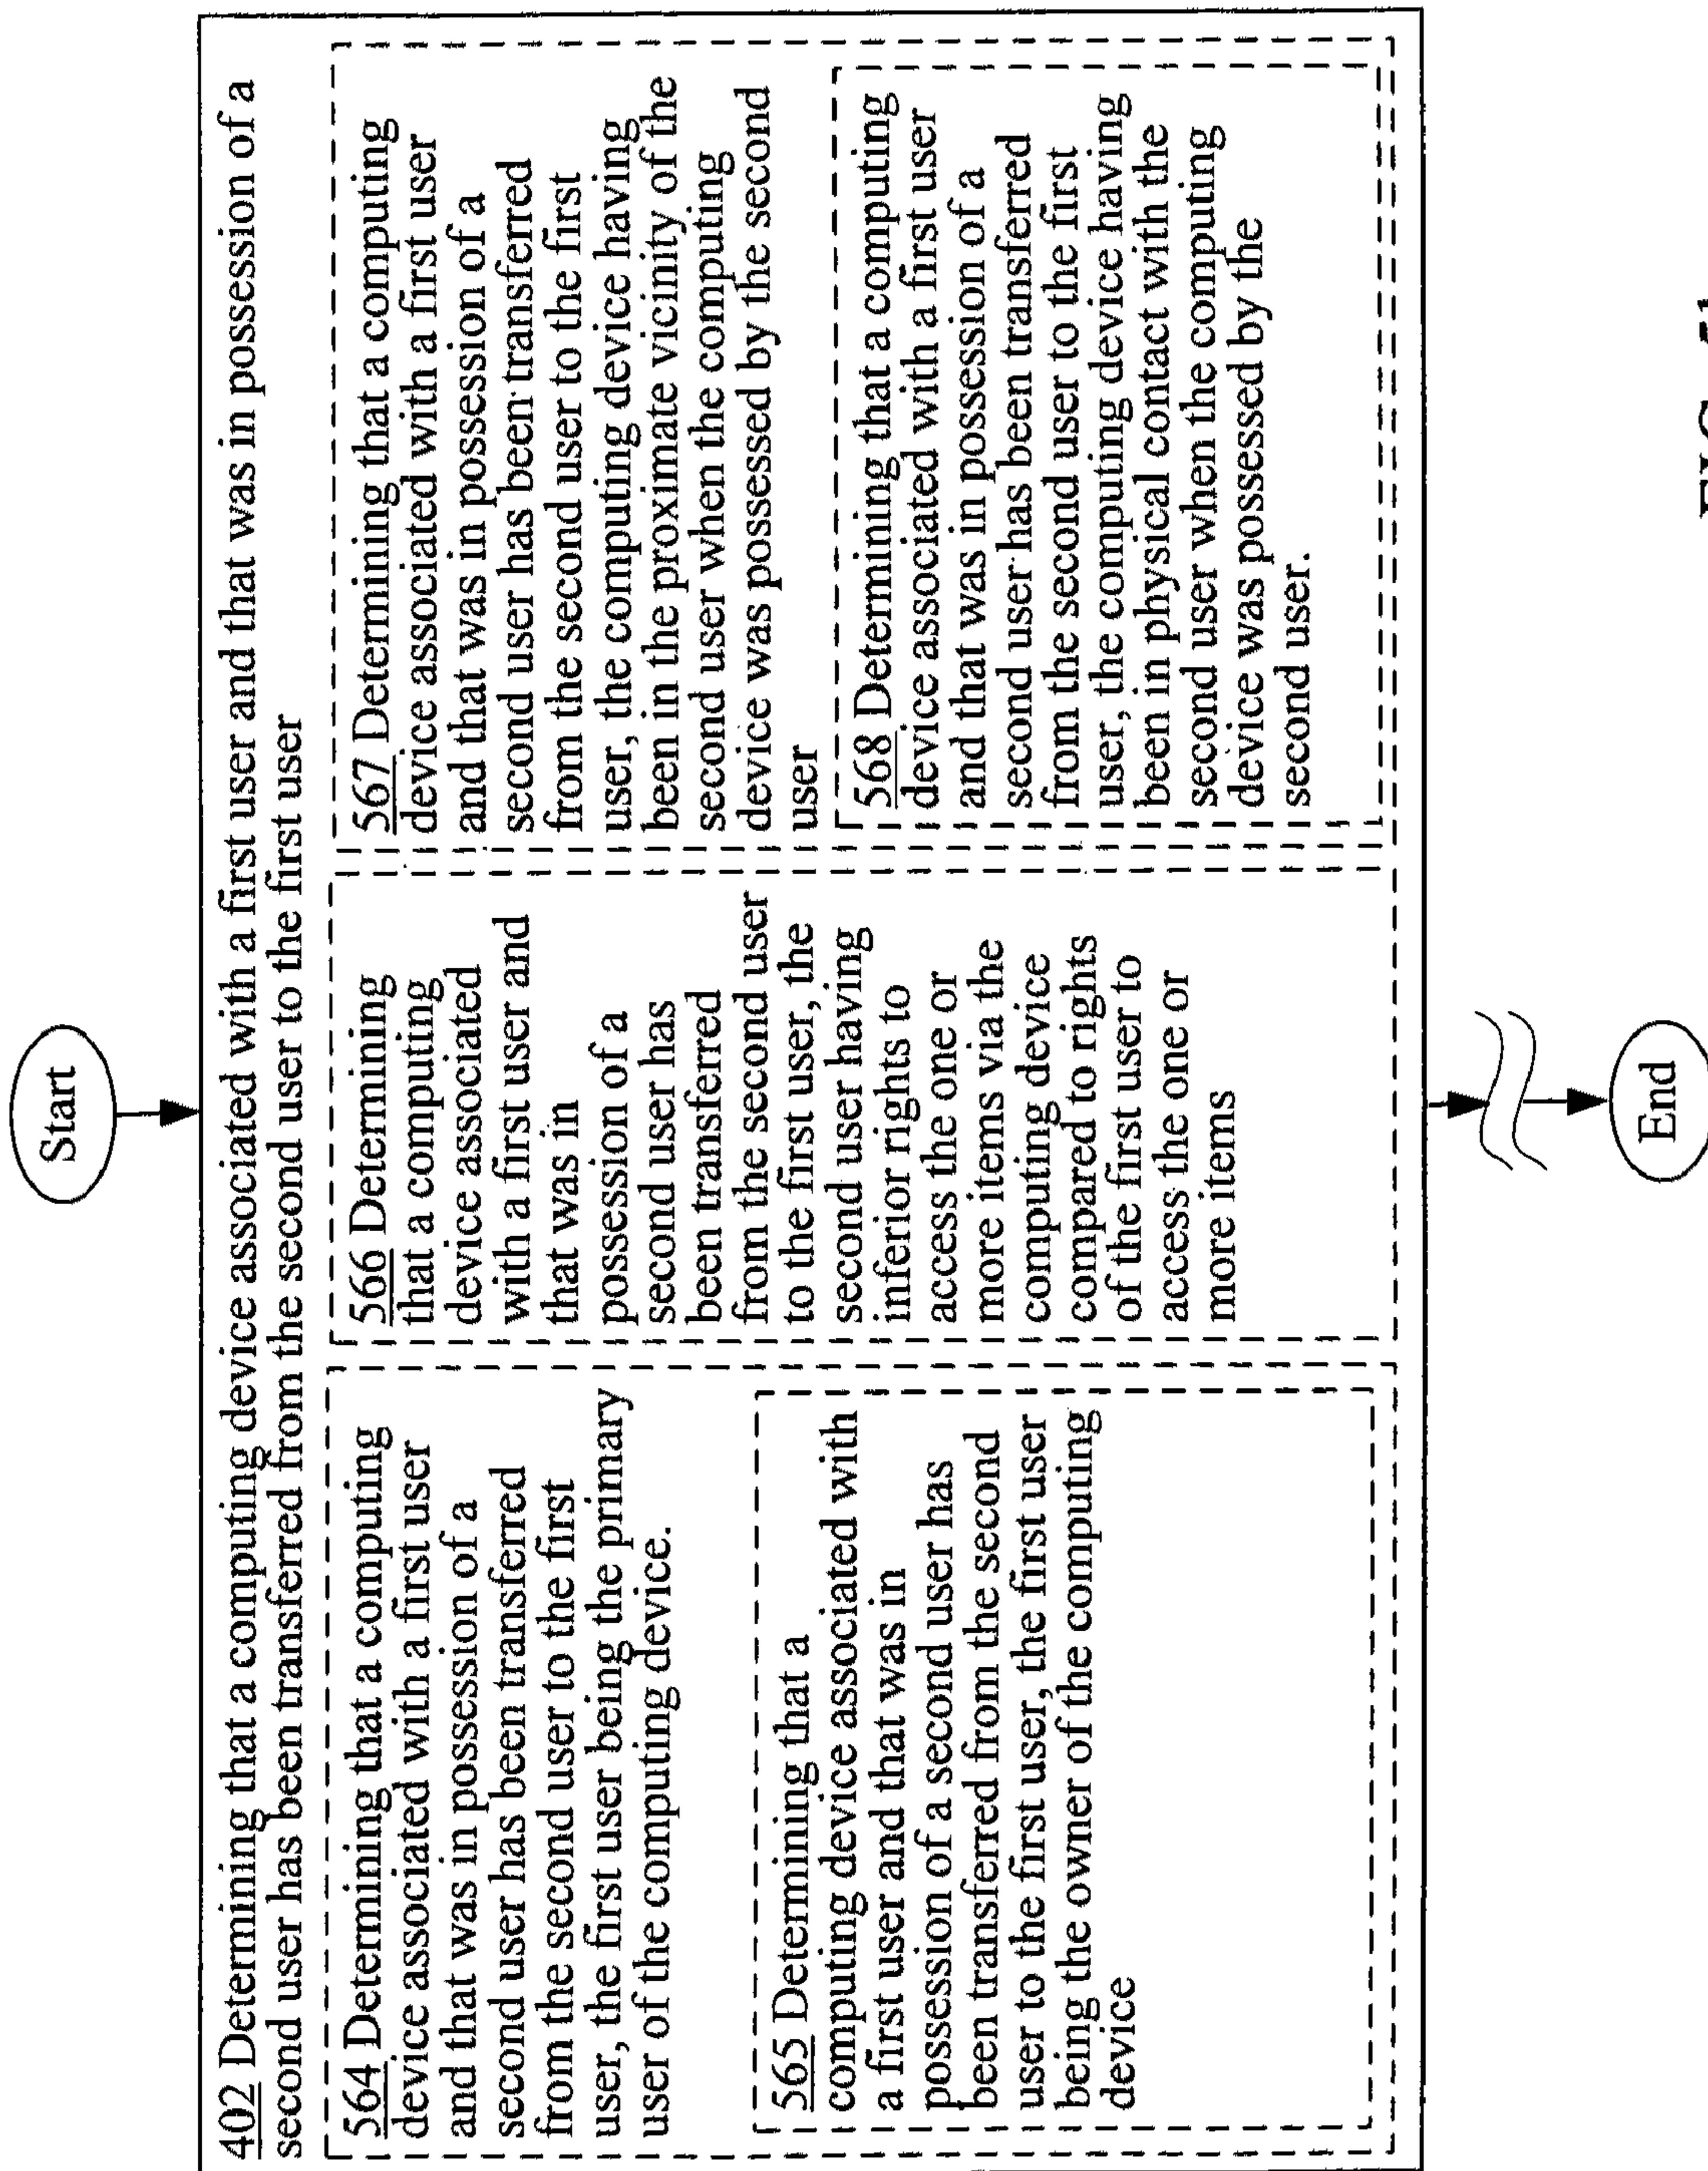 Start
402 Determining that a computing device associated with a first user and that was in possession of a
second user has been transferred from the second user to the first user
564 Determining that a computing
device associated with a first user
and that was in possession of a
second user has been transferred
from the second user to the first
user, the first user being the primary
user of the computing device.
565 Determining that a
computing device associated with
a first user and that was in
possession of a second user has
been transferred from the second
user to the first user, the first user
being the owner of the computing
device
566 Determining
that a computing
device associated
with a first user and
that was in
possession of a
second user has
been transferred
from the second user
to the first user, the
second user having
inferior rights to
access the one or
more items via the
computing device
compared to rights
of the first user to
access the one or
more items
567 Determining that a computing
device associated with a first user
and that was in possession of a
second user has been transferred
from the second user to the first
user, the computing device having
been in the proximate vicinity of the
second user when the computing
device was possessed by the second
user
568 Determining that a computing
device associated with a first user
and that was in possession of a
second user has been transferred
from the second user to the first
user, the computing device having
been in physical contact with the
second user when the computing
device was possessed by the
second user.
End